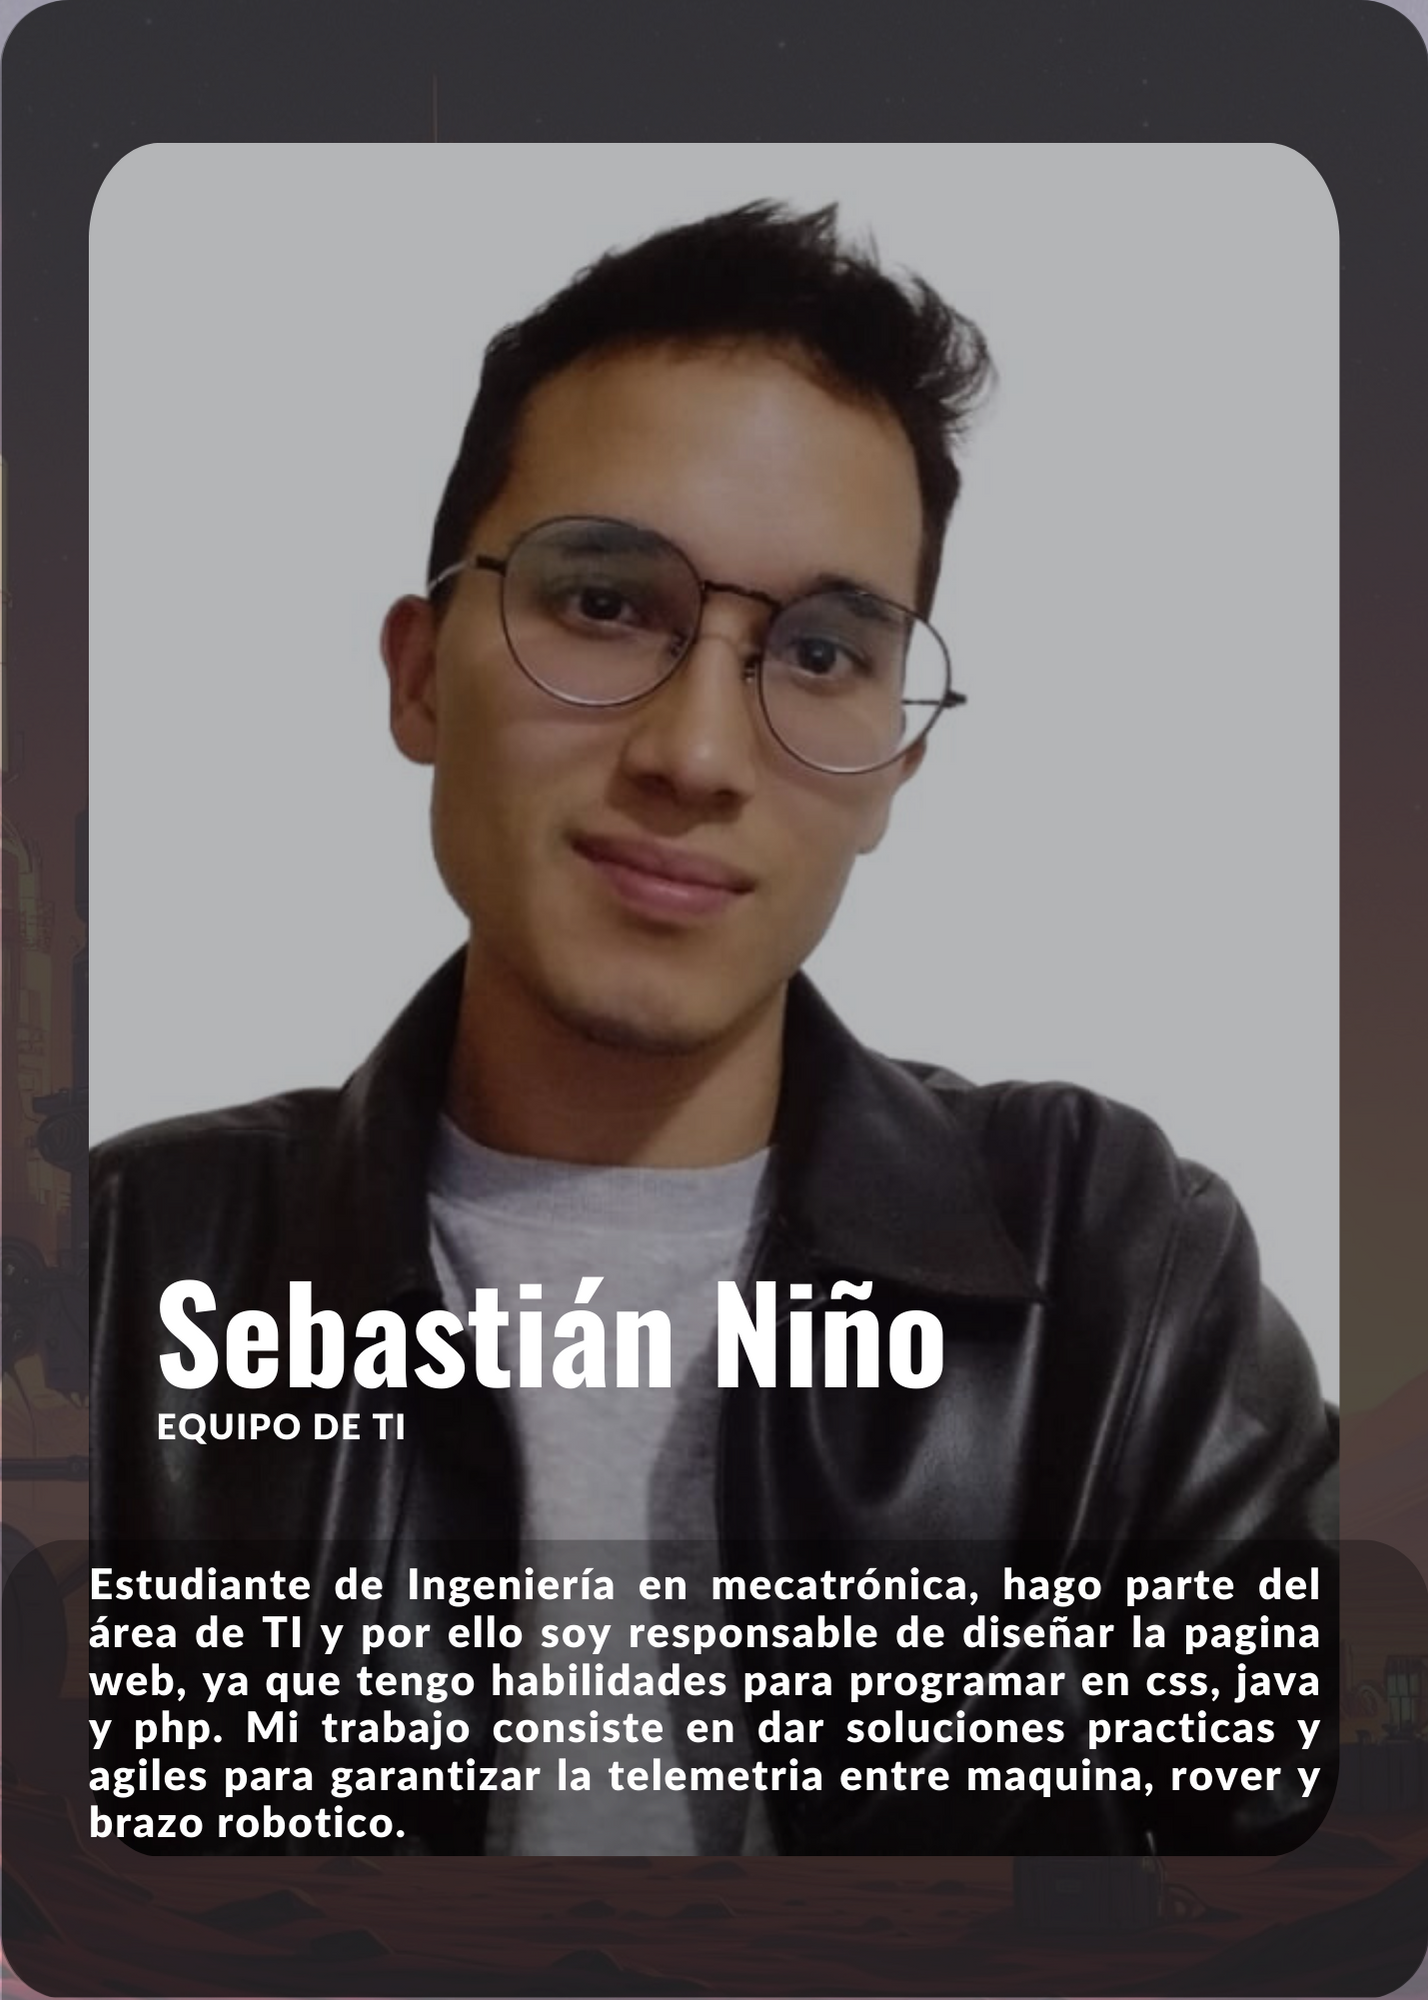 Sebastián Niño
EQUIPO DE TI
Estudiante de Ingeniería en mecatrónica, hago parte del
área de TI y por ello soy responsable de diseñar la pagina
web, ya que tengo habilidades para programar en css, java
y php. Mi trabajo consiste en dar soluciones practicas y
agiles para garantizar la telemetria entre maquina, rover y
brazo robotico.